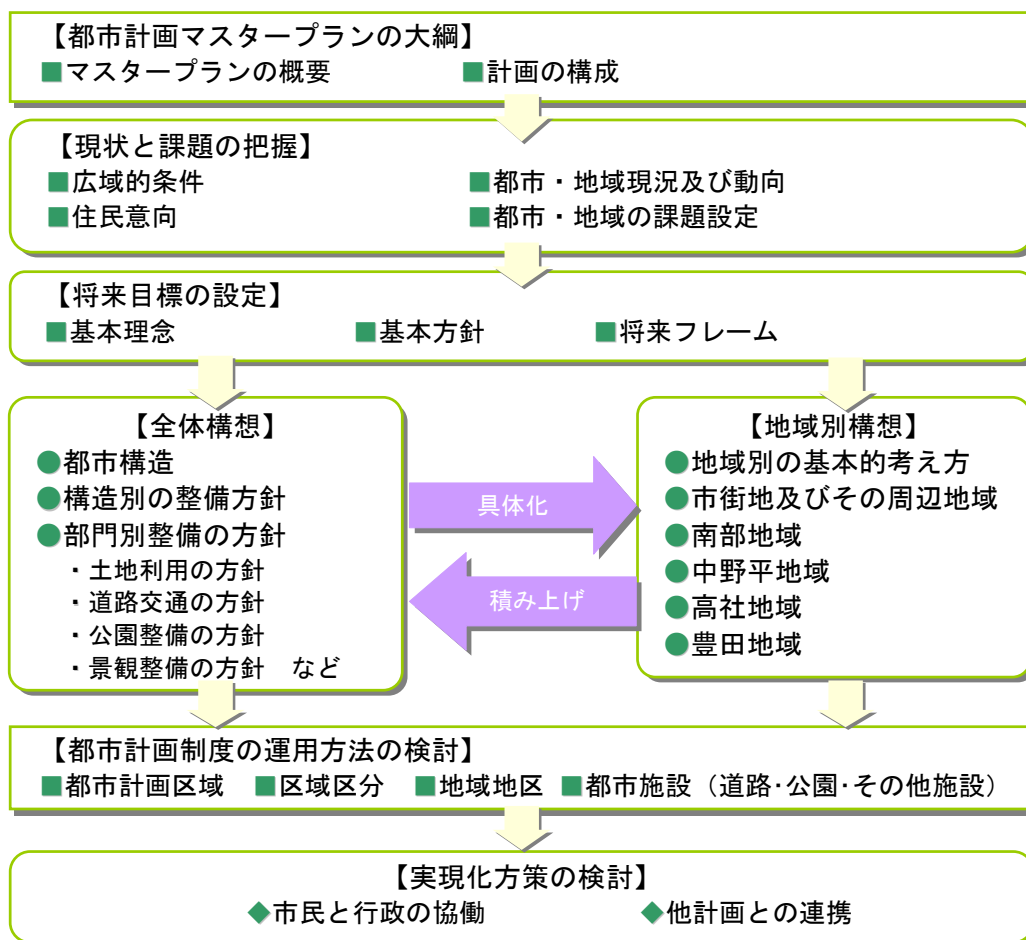 【都市計画マスタープランの大綱】
■マスタープランの概要 ■計画の構成
【現状と課題の把握】
■広域的条件 ■都市・地域現況及び動向
■住民意向 ■都市・地域の課題設定
【将来目標の設定】
■基本理念 ■基本方針 ■将来フレーム
【全体構想】
●都市構造
●構造別の整備方針
●部門別整備の方針
・土地利用の方針
・道路交通の方針
・公園整備の方針
・景観整備の方針 など
具体化
積み上げ
【地域別構想】
●地域別の基本的考え方
●市街地及びその周辺地域
●南部地域
●中野平地域
●高社地域
●豊田地域
【都市計画制度の運用方法の検討】
■都市計画区域 ■区域区分 ■地域地区 ■都市施設（道路･公園･その他施設）
【実現化方策の検討】
◆市民と行政の協働 ◆他計画との連携